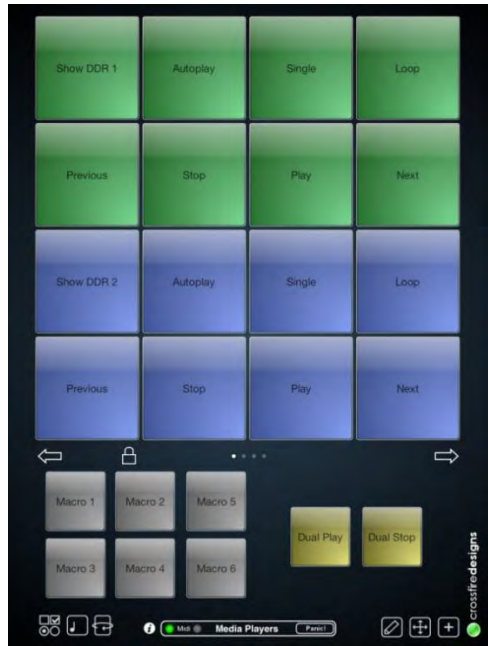 Show DDR 1 Autoplay Single Loop
Previous Stop Play Next
Show DDR 2 Autoplay Single Loop
Previous Stop Play Next
Macro 1 Macro 2 Macro 5
Dual Play Dual Stop
Macro 3 Macro 4 Macro 6
i Midi Media Players Panic!
crossfiredesigns